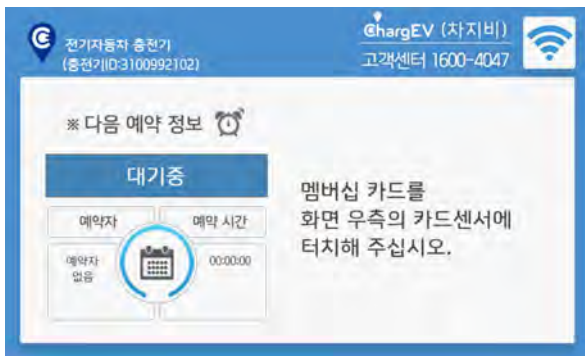 전기자동차 충전기
(충전기ID:3100992102)
ChargEV (차지비)
고객센터 1600-4047
※ 다음 예약 정보
대기중
예약자
예약 시간
예약자
없음
00:00:00
멤버십 카드를
화면 우측의 카드센서에
터치해 주십시오.